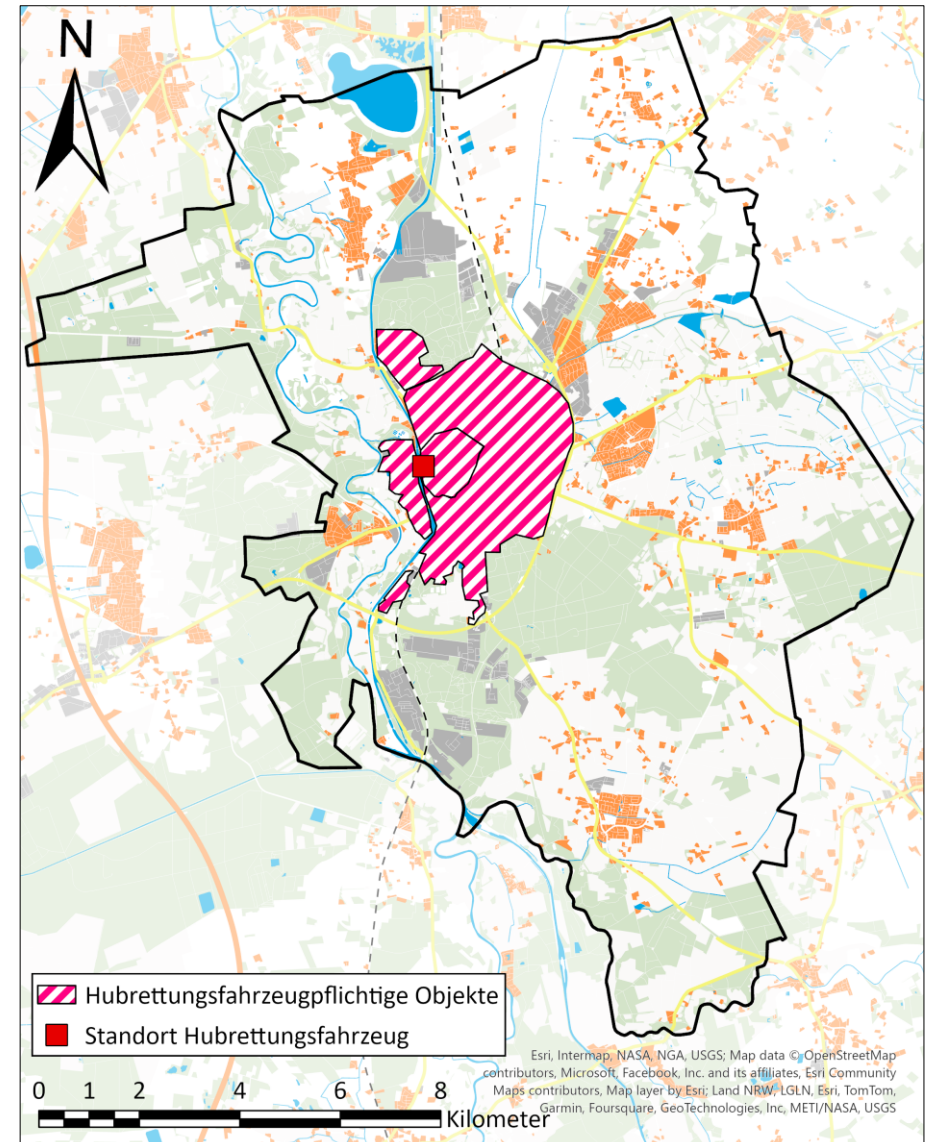 N
Hubrettungsfahrzeugpflichtige Objekte
Standort Hubrettungsfahrzeug
Esri, Intermap, NASA, NGA, USGS; Map data © OpenStreetMap
contributors, Microsoft, Facebook, Inc. and its affiliates, Esri Community
Maps contributors, Map layer by Esri; Land NRW, LGLN, Esri, TomTom,
Garmin, Foursquare, GeoTechnologies, Inc, METI/NASA, USGS
0 1 2 4 6 8
Kilometer